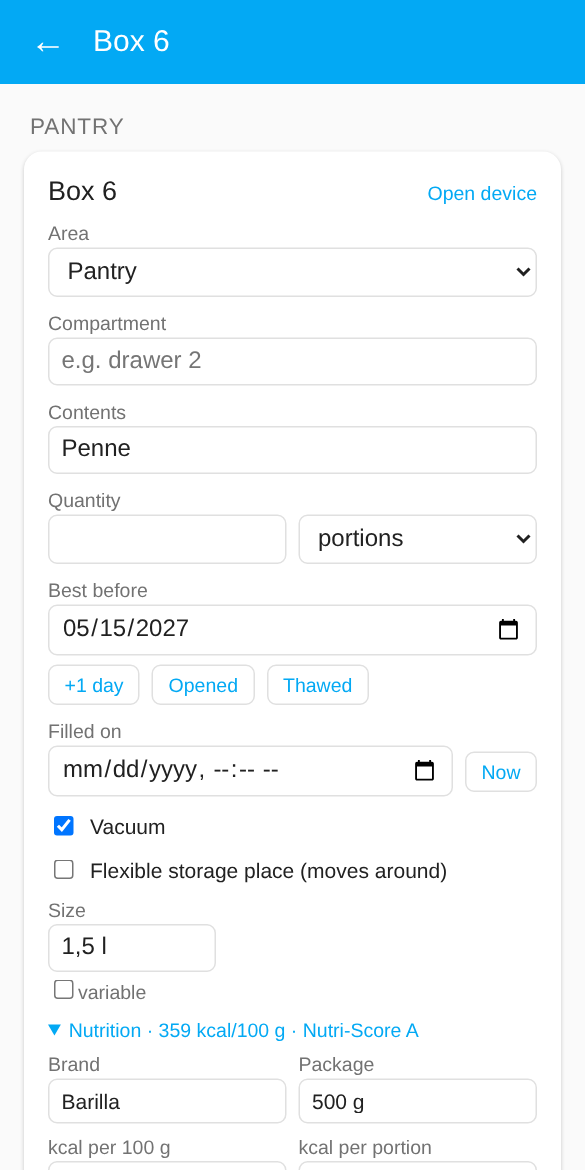 ← Box 6
PANTRY
Box 6 Open device
Area
Pantry
Compartment
e.g. drawer 2
Contents
Penne
Quantity
portions
Best before
05/15/2027
+1 day Opened Thawed
Filled on
mm/dd/yyyy, --:-- -- Now
Vacuum
Flexible storage place (moves around)
Size
1,5 l
variable
▼ Nutrition · 359 kcal/100 g · Nutri-Score A
Brand Package
Barilla 500 g
kcal per 100 g kcal per portion